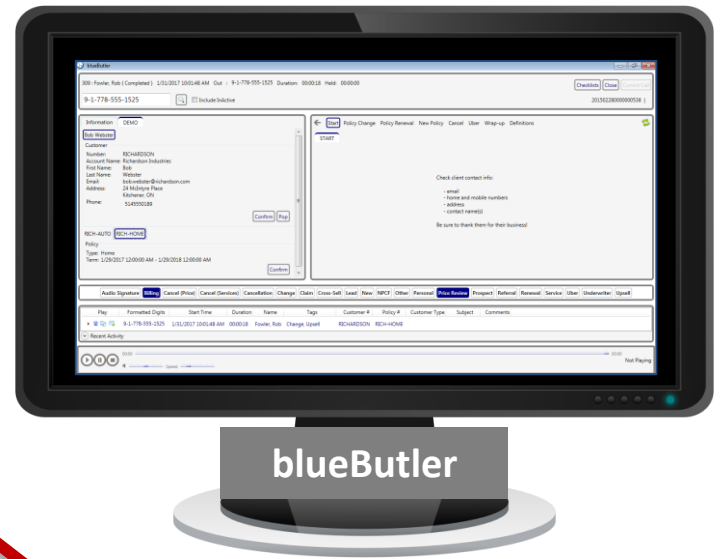 blueButler
308 : Fowler, Rob ( Completed ) 1/31/2017 10:01:48 AM Out : 9-1-778-555-1525 Duration: 00:00:18 Held: 00:00:00
Checklists Close
9-1-778-555-1525 Include Inactive
Information DEMO
Bob Webster
Customer
Number: RICHARDSON
Account Name: Richardson Industries
First Name: Bob
Last Name: Webster
Email: bob.webster@richardson.com
Address: 24 McIntyre Place
Kitchener, ON
Phone: 5145550189
Confirm Pop
RICH-AUTO RICH-HOME
Policy
Type: Home
Term: 1/29/2017 12:00:00 AM - 1/29/2018 12:00:00 AM
Confirm
Start Policy Change Policy Renewal New Policy Cancel Uber Wrap-up Definitions
START
Check client contact info:
- email
- home and mobile numbers
- address
- contact name(s)
Be sure to thank them for their business!
Audio Signature Billing Cancel (Price) Cancel (Services) Cancellation Change Claim Cross-Sell Lead New NPCF Other Personal Price Review Prospect Referral Renewal Service Uber Underwriter Upsell
Play Formatted Digits Start Time Duration Name Tags Customer # Policy # Customer Type Subject Comments
9-1-778-555-1525 1/31/2017 10:01:48 AM 00:00:18 Fowler, Rob Change, Upsell RICHARDSON RICH-HOME
Recent Activity
00:00 00:00
Speed
Not Playing
blueButler